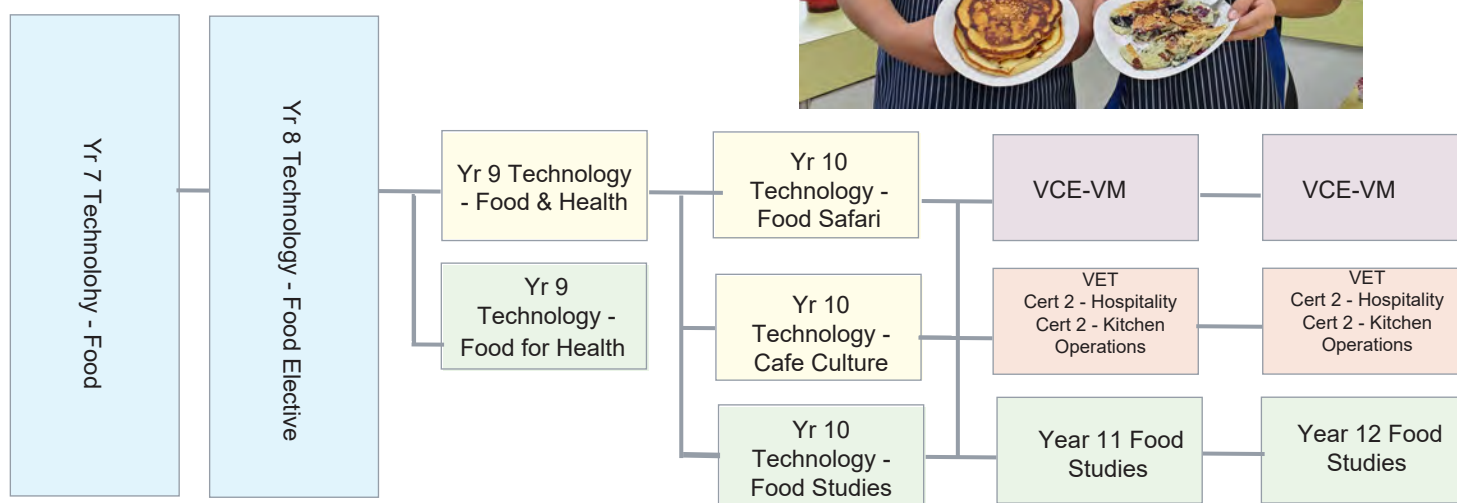 Yr 7 Technolohy - Food
Yr 8 Technology - Food Elective
Yr 9 Technology
- Food & Health
Yr 9
Technology -
Food for Health
Yr 10
Technology -
Food Safari
Yr 10
Technology -
Cafe Culture
Yr 10
Technology -
Food Studies
VCE-VM
VET
Cert 2 - Hospitality
Cert 2 - Kitchen
Operations
Year 11 Food
Studies
VCE-VM
VET
Cert 2 - Hospitality
Cert 2 - Kitchen
Operations
Year 12 Food
Studies